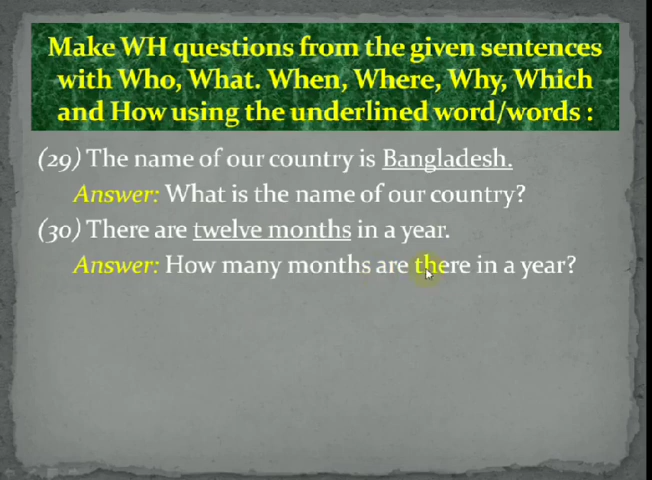 Make WH questions from the given sentences
with Who, What. When, Where, Why, Which
and How using the underlined word/words :
(29) The name of our country is Bangladesh.
Answer: What is the name of our country?
(30) There are twelve months in a year.
Answer: How many months are there in a year?